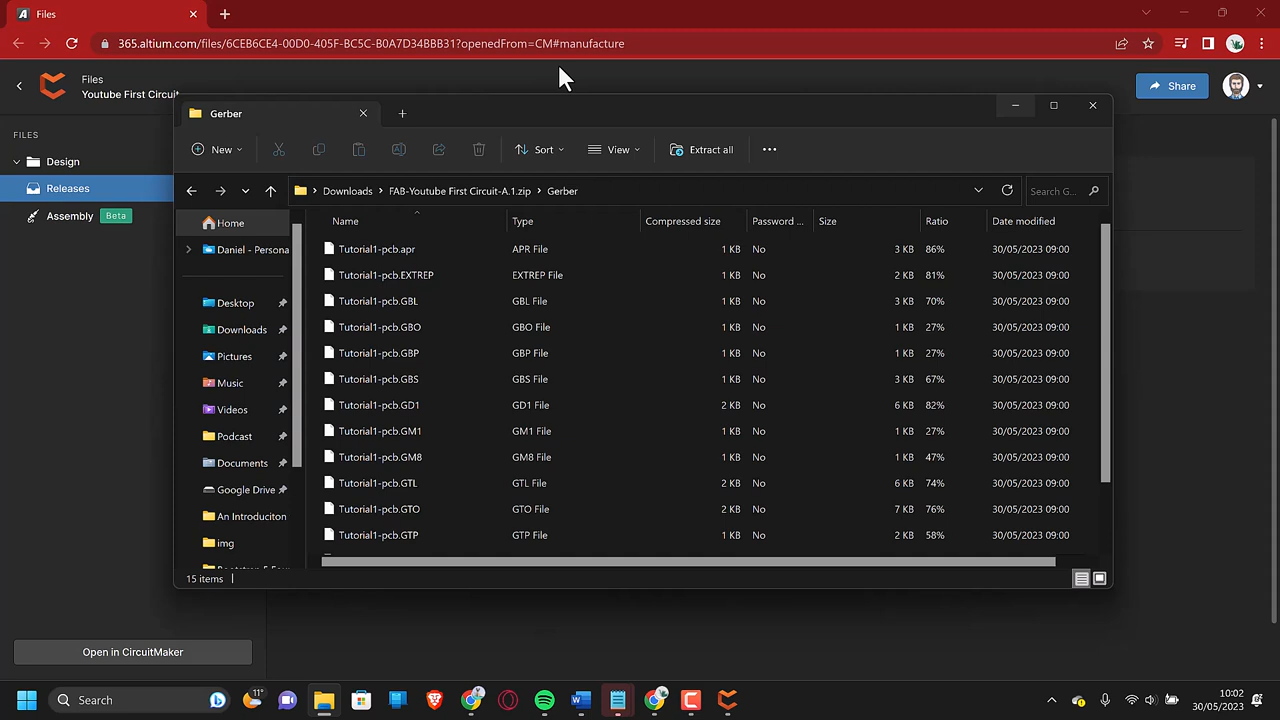 Files
365.altium.com/files/6CEB6CE4-00D0-405F-BC5C-B0A7D34BBB31?openedFrom=CM#manufacture
Files
Youtube First Circuit
Share
FILES
Design
Releases
Assembly Beta
Open in CircuitMaker
Gerber
New
Sort
View
Extract all
Downloads > FAB-Youtube First Circuit-A.1.zip > Gerber
Search G...
Home
Daniel - Persona
Desktop
Downloads
Pictures
Music
Videos
Podcast
Documents
Google Drive
An Introduciton
img
Name Type Compressed size Password ... Size Ratio Date modified
Tutorial1-pcb.apr APR File 1 KB No 3 KB 86% 30/05/2023 09:00
Tutorial1-pcb.EXTREP EXTREP File 1 KB No 2 KB 81% 30/05/2023 09:00
Tutorial1-pcb.GBL GBL File 1 KB No 3 KB 70% 30/05/2023 09:00
Tutorial1-pcb.GBO GBO File 1 KB No 1 KB 27% 30/05/2023 09:00
Tutorial1-pcb.GBP GBP File 1 KB No 1 KB 27% 30/05/2023 09:00
Tutorial1-pcb.GBS GBS File 1 KB No 3 KB 67% 30/05/2023 09:00
Tutorial1-pcb.GD1 GD1 File 2 KB No 6 KB 82% 30/05/2023 09:00
Tutorial1-pcb.GM1 GM1 File 1 KB No 1 KB 27% 30/05/2023 09:00
Tutorial1-pcb.GM8 GM8 File 1 KB No 1 KB 47% 30/05/2023 09:00
Tutorial1-pcb.GTL GTL File 2 KB No 6 KB 74% 30/05/2023 09:00
Tutorial1-pcb.GTO GTO File 2 KB No 7 KB 76% 30/05/2023 09:00
Tutorial1-pcb.GTP GTP File 1 KB No 2 KB 58% 30/05/2023 09:00
15 items
Search
11°
10:02
30/05/2023